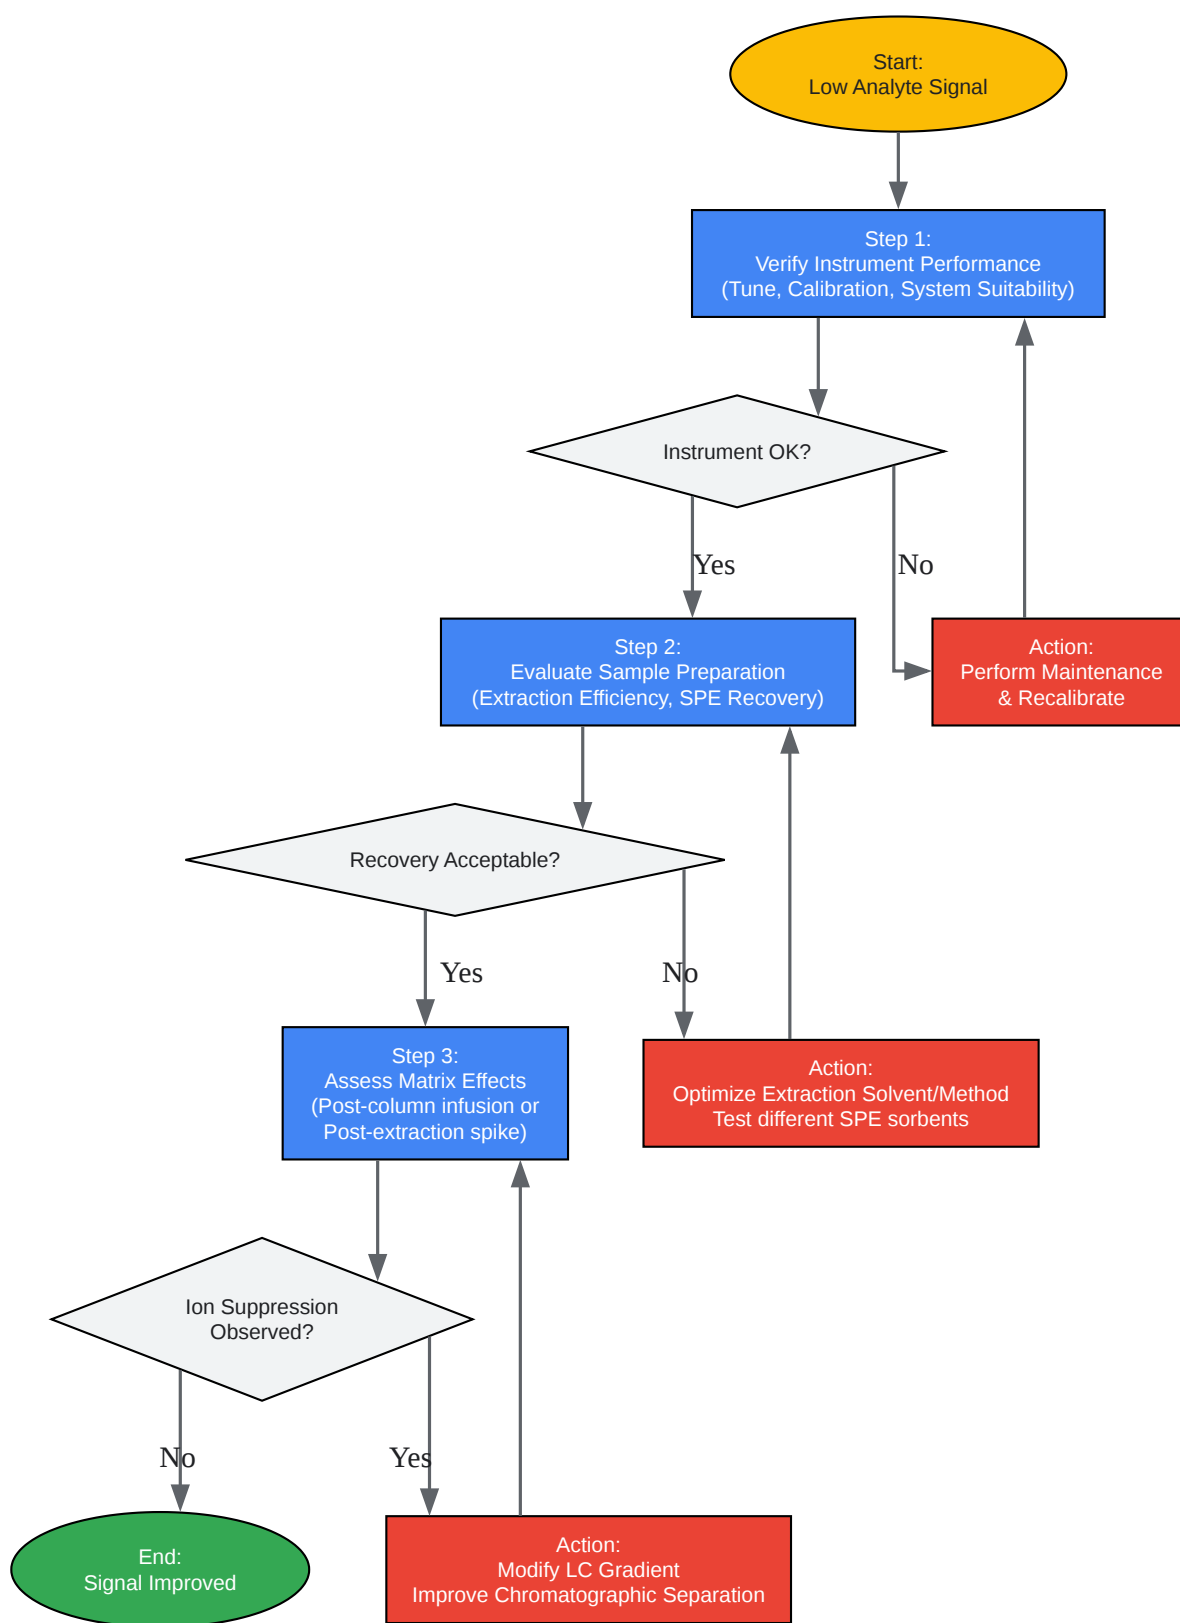 Start:
Low Analyte Signal
Step 1:
Verify Instrument Performance
(Tune, Calibration, System Suitability)
Instrument OK?
Yes
No
Step 2:
Evaluate Sample Preparation
(Extraction Efficiency, SPE Recovery)
Action:
Perform Maintenance
& Recalibrate
Recovery Acceptable?
Yes
No
Step 3:
Assess Matrix Effects
(Post-column infusion or
Post-extraction spike)
Action:
Optimize Extraction Solvent/Method
Test different SPE sorbents
Ion Suppression
Observed?
No
Yes
End:
Signal Improved
Action:
Modify LC Gradient
Improve Chromatographic Separation